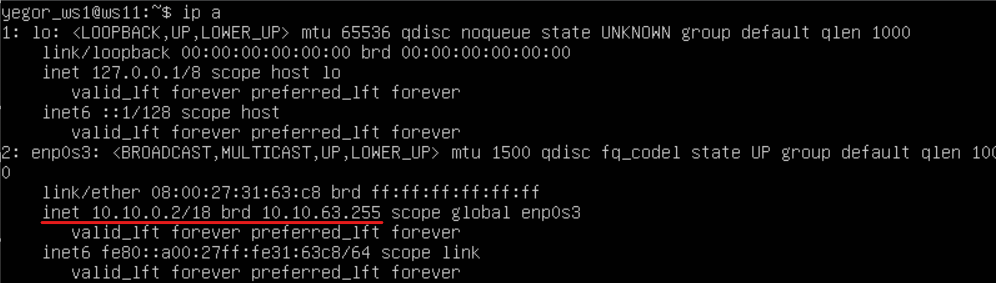 yegor_ws1@ws11:~$ ip a
1: lo: <LOOPBACK,UP,LOWER_UP> mtu 65536 qdisc noqueue state UNKNOWN group default qlen 1000
    link/loopback 00:00:00:00:00:00 brd 00:00:00:00:00:00
    inet 127.0.0.1/8 scope host lo
       valid_lft forever preferred_lft forever
    inet6 ::1/128 scope host
       valid_lft forever preferred_lft forever
2: enp0s3: <BROADCAST,MULTICAST,UP,LOWER_UP> mtu 1500 qdisc fq_codel state UP group default qlen 100
0
    link/ether 08:00:27:31:63:c8 brd ff:ff:ff:ff:ff:ff
    inet 10.10.0.2/18 brd 10.10.63.255 scope global enp0s3
       valid_lft forever preferred_lft forever
    inet6 fe80::a00:27ff:fe31:63c8/64 scope link
       valid_lft forever preferred_lft forever